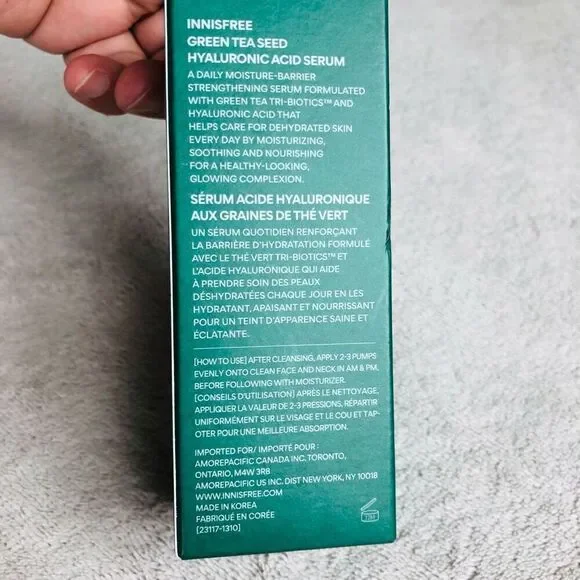 INNISFREE
GREEN TEA SEED
HYALURONIC ACID SERUM
A DAILY MOISTURE-BARRIER
STRENGTHENING SERUM FORMULATED
WITH GREEN TEA TRI-BIOTICS™ AND
HYALURONIC ACID THAT
HELPS CARE FOR DEHYDRATED SKIN
EVERY DAY BY MOISTURIZING,
SOOTHING AND NOURISHING
FOR A HEALTHY-LOOKING,
GLOWING COMPLEXION.
SÉRUM ACIDE HYALURONIQUE
AUX GRAINES DE THÉ VERT
UN SÉRUM QUOTIDIEN RENFORÇANT
LA BARRIÈRE D'HYDRATATION FORMULÉ
AVEC LE THÉ VERT TRI-BIOTICS™ ET
L'ACIDE HYALURONIQUE QUI AIDE
À PRENDRE SOIN DES PEAUX
DÉSHYDRATÉES CHAQUE JOUR EN LES
HYDRATANT, APAISANT ET NOURRISSANT
POUR UN TEINT D'APPARENCE SAINE ET
ÉCLATANTE.
[HOW TO USE] AFTER CLEANSING, APPLY 2-3 PUMPS
EVENLY ONTO CLEAN FACE AND NECK IN AM & PM,
BEFORE FOLLOWING WITH MOISTURIZER.
[CONSEILS D'UTILISATION] APRÈS LE NETTOYAGE,
APPLIQUER LA VALEUR DE 2-3 PRESSIONS, RÉPARTIR
UNIFORMÉMENT SUR LE VISAGE ET LE COU ET TAP-
OTER POUR UNE MEILLEURE ABSORPTION.
IMPORTED FOR/ IMPORTÉ POUR :
AMOREPACIFIC CANADA INC. TORONTO,
ONTARIO, M4W 3R8
AMOREPACIFIC US INC. DIST NEW YORK, NY 10018
WWW.INNISFREE.COM
MADE IN KOREA
FABRIQUÉ EN CORÉE
[23117-1310]